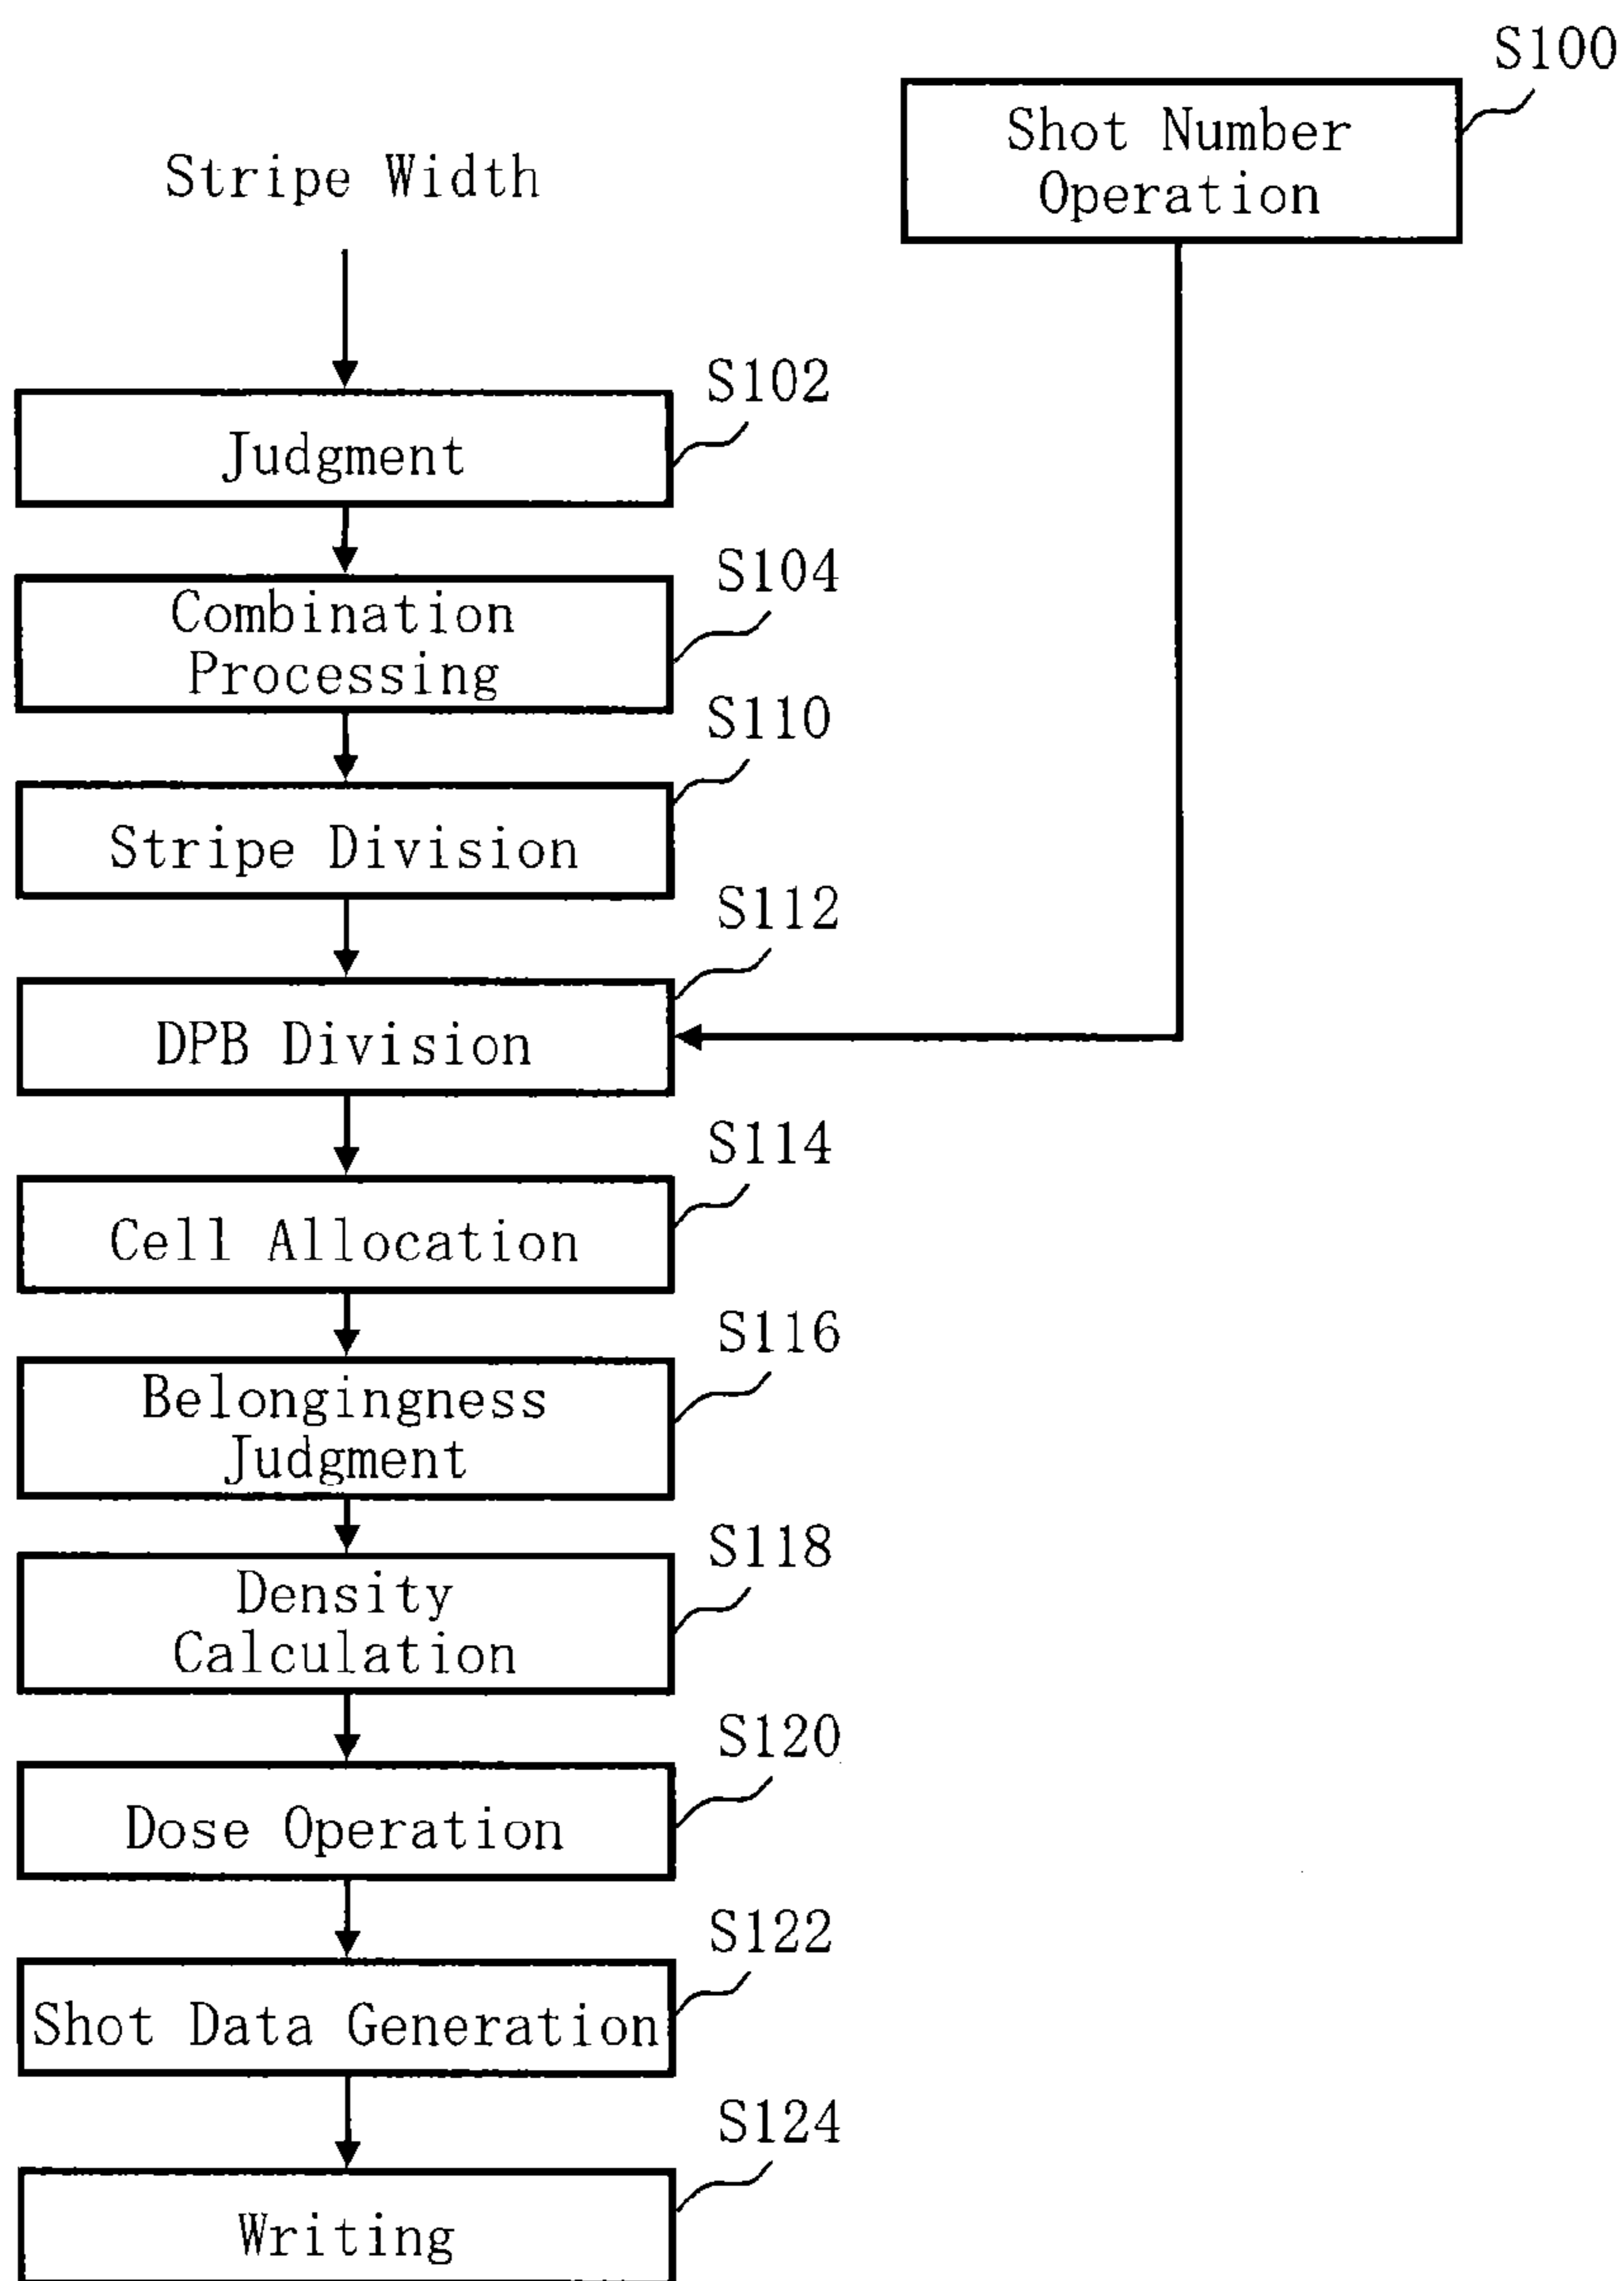 S100
Shot Number
Operation
Stripe Width
S102
Judgment
S104
Combination
Processing
S110
Stripe Division
S112
DPB Division
S114
Cell Allocation
S116
Belongingness
Judgment
S118
Density
Calculation
S120
Dose Operation
S122
Shot Data Generation
S124
Writing